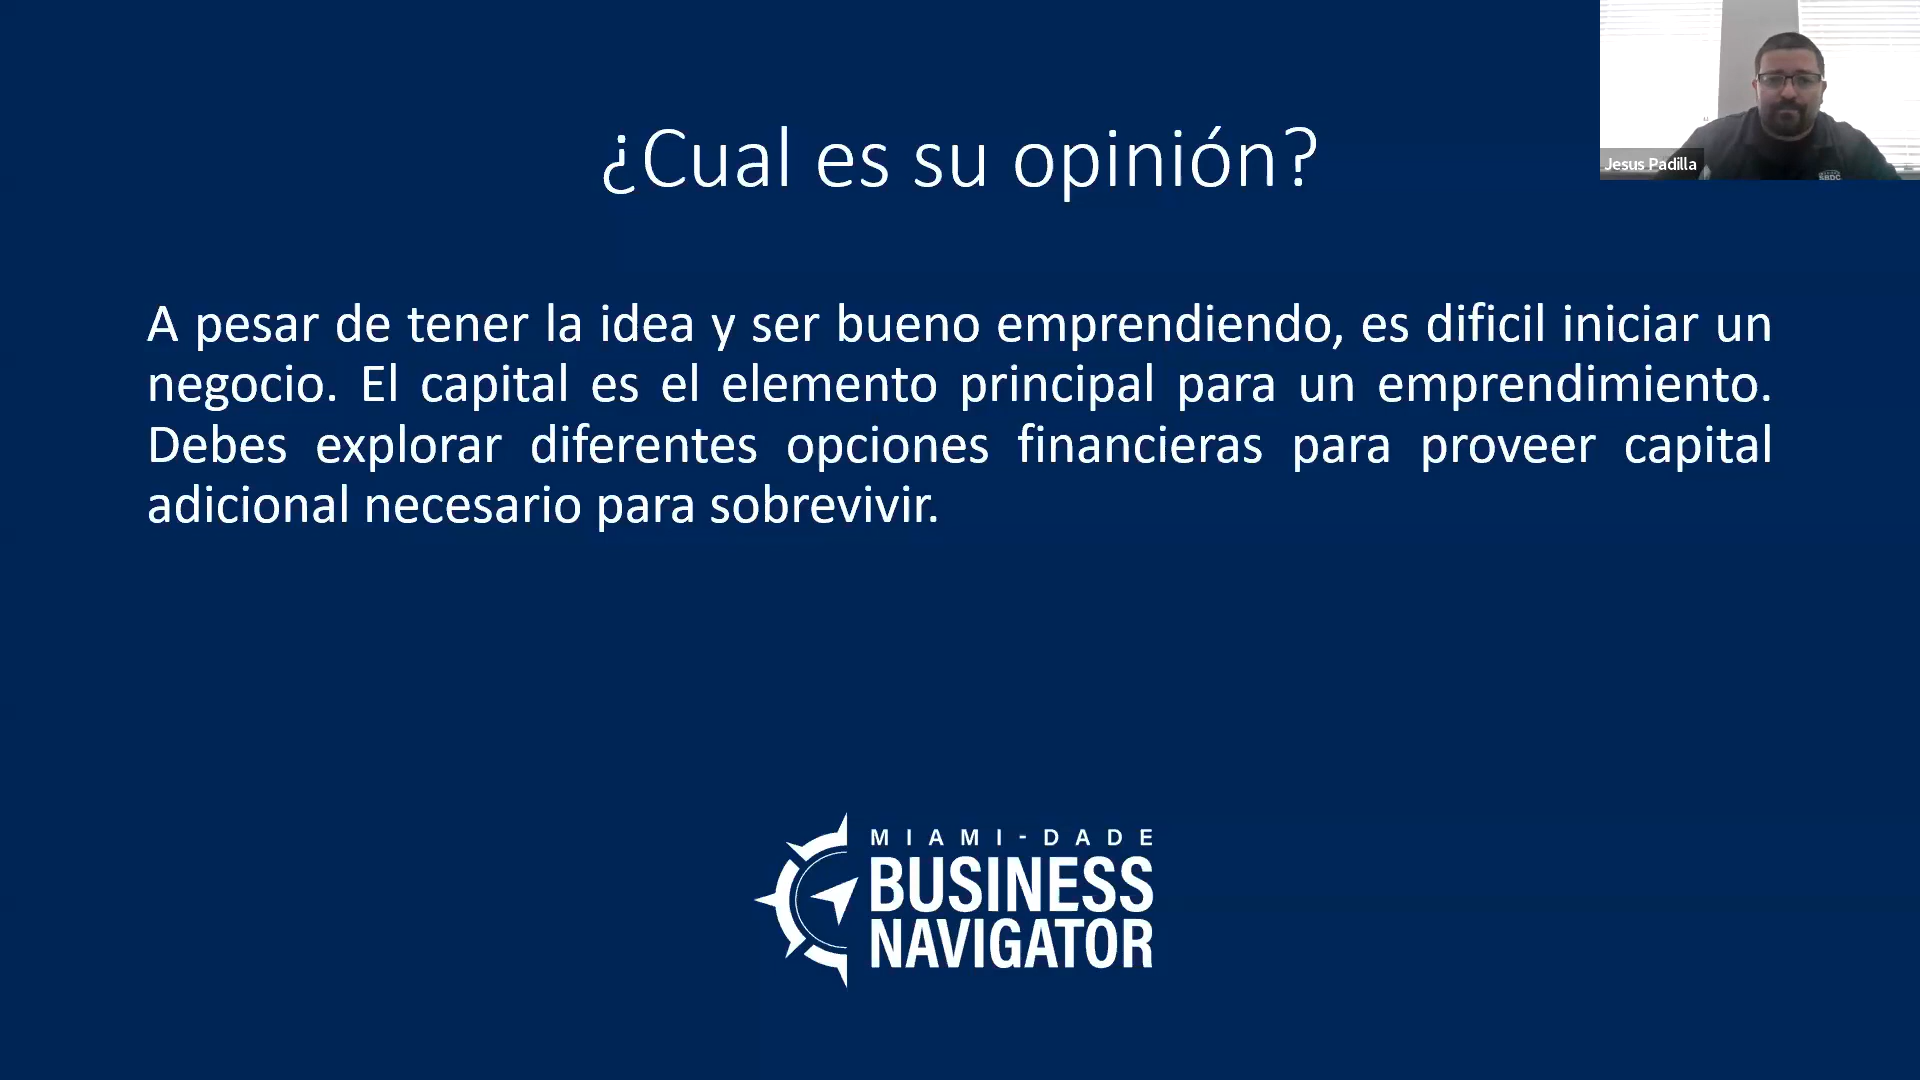 ¿Cual es su opinión?
Jesus Padilla
SBDC
A pesar de tener la idea y ser bueno emprendiendo, es dificil iniciar un
negocio. El capital es el elemento principal para un emprendimiento.
Debes explorar diferentes opciones financieras para proveer capital
adicional necesario para sobrevivir.
MIAMI-DADE
BUSINESS
NAVIGATOR